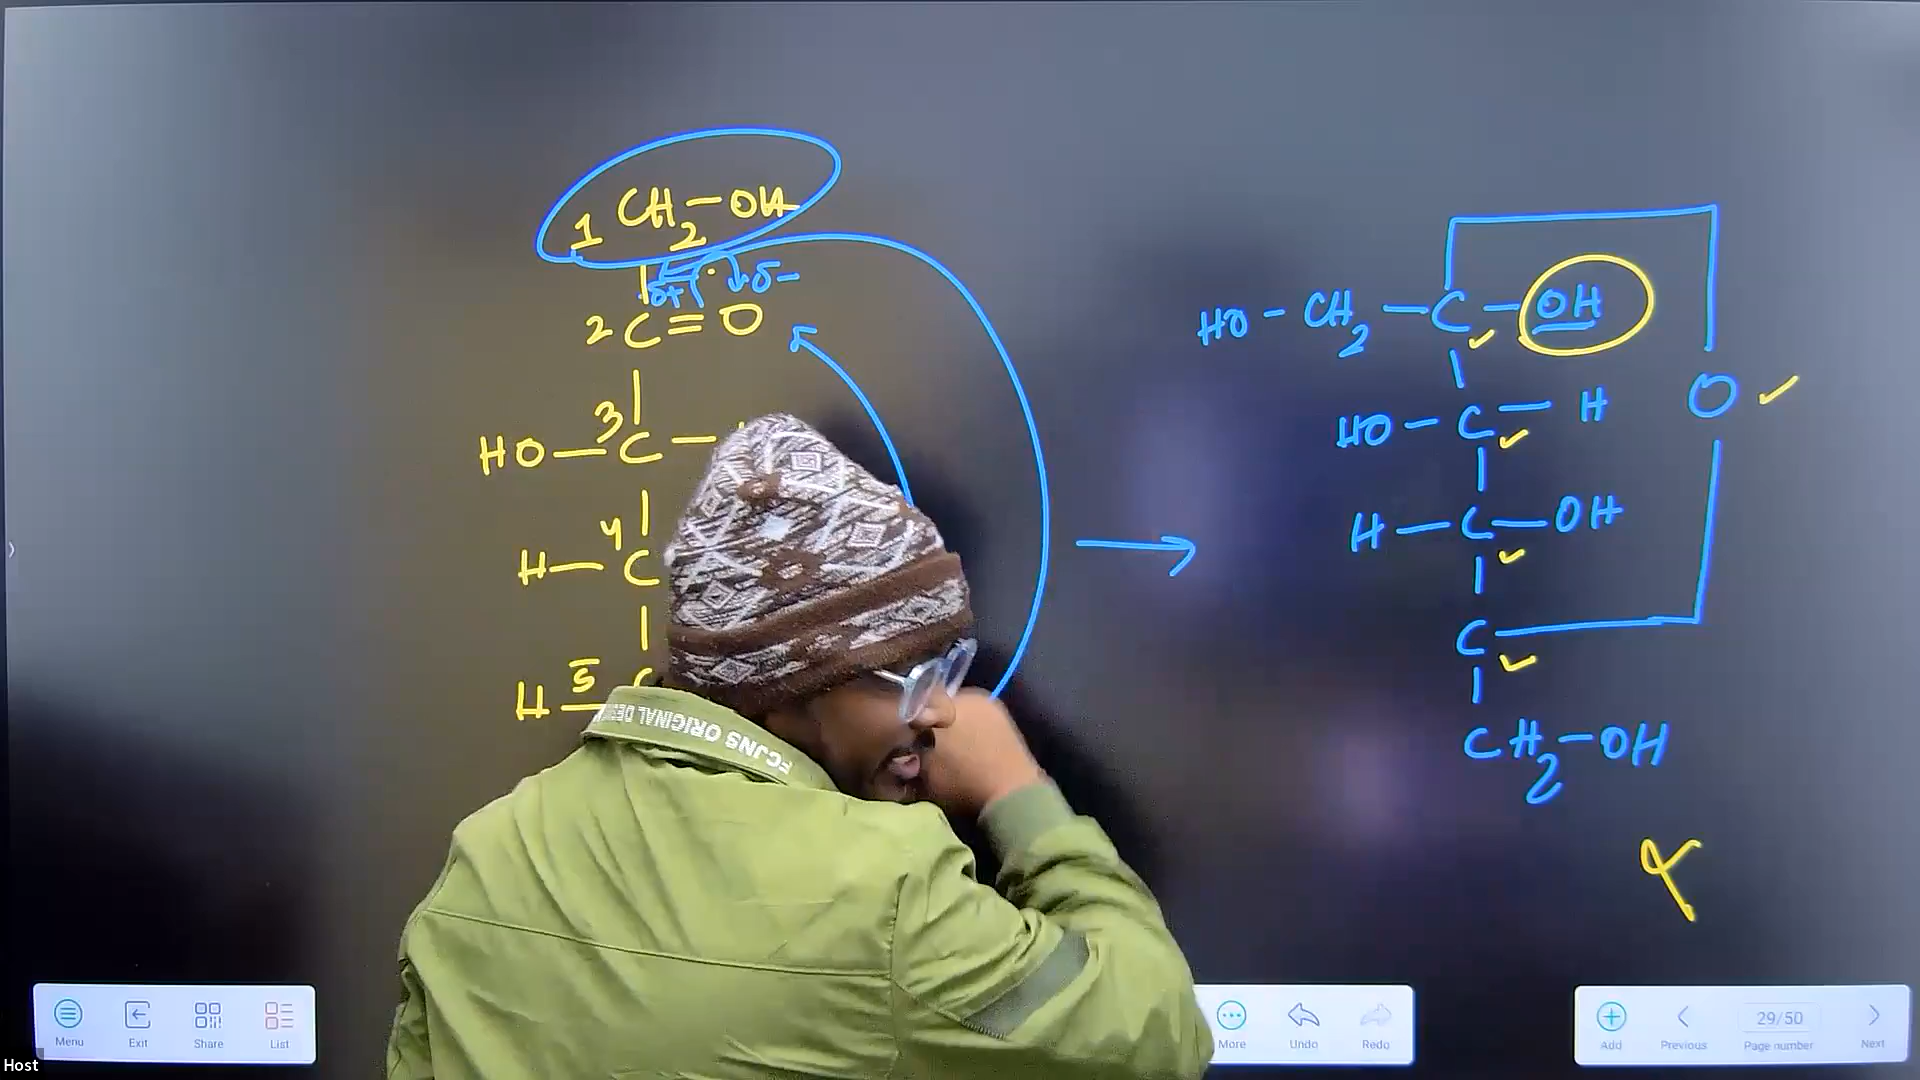 1 CH2-OH
δ+ δ-
2 C=O
3
HO-C-
4
H-C
5
H-C
HO-CH2-C-OH
HO-C-H
O
H-C-OH
C
CH2-OH
α
FCJNS ORIGINAL DES
Menu
Exit
Share
List
More
Undo
Redo
Add
Previous
29/50
Page number
Next
Host